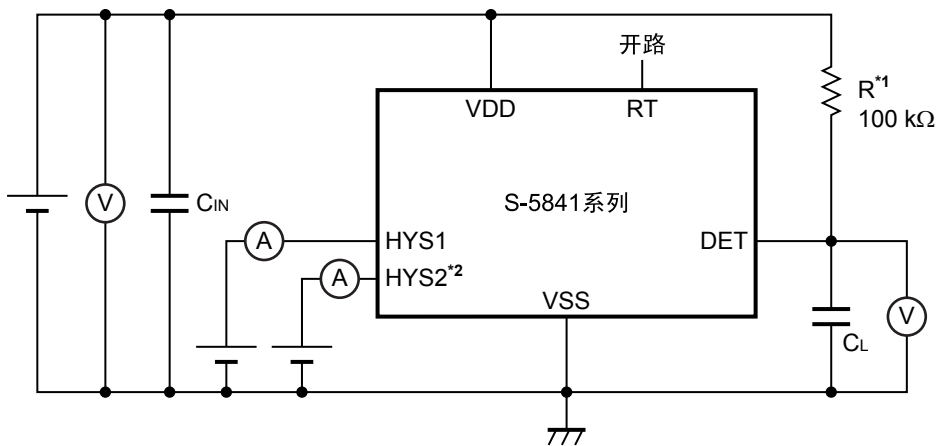 开路
VDD
RT
R*1
100 kΩ
V
CIN
S-5841系列
A
HYS1
DET
A
HYS2*2
VSS
CL
V